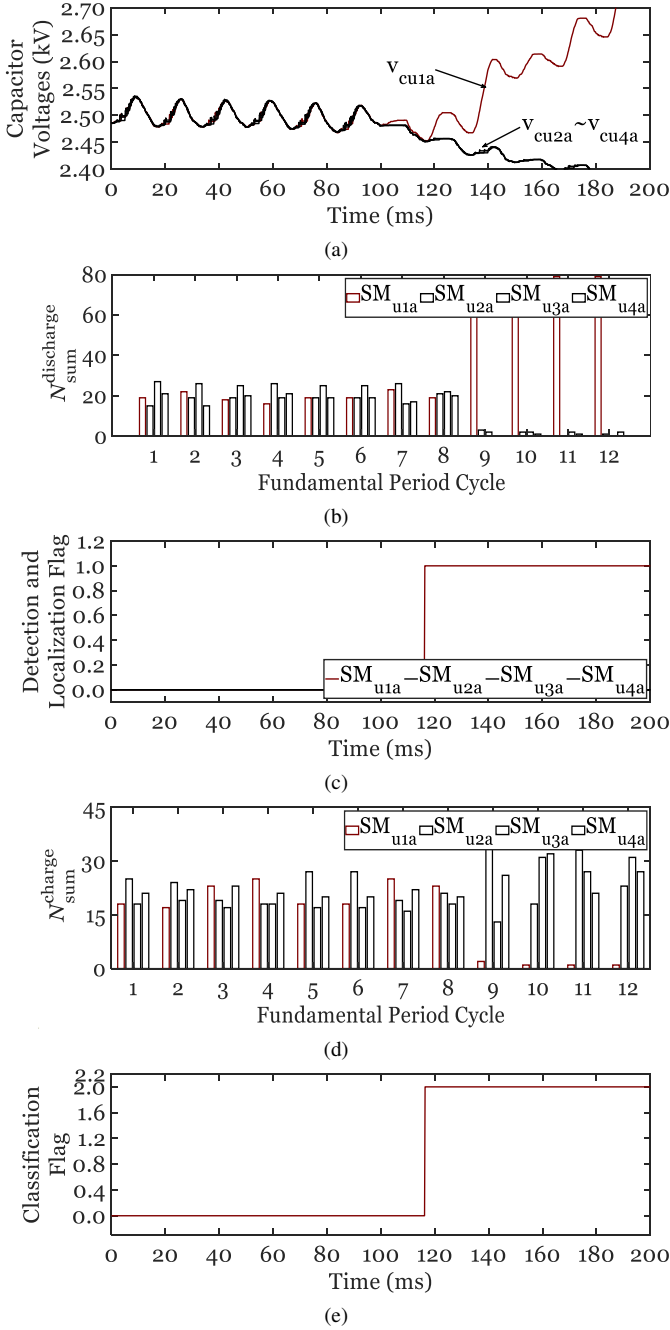 2.70
2.60
2.50
2.45
2.40
Capacitor
Voltages (kV)
v_cu1a
v_cu2a~v_cu4a
0 20 40 60 80 100 120 140 160 180 200
Time (ms)
(a)
80
60
40
20
0
N_sum^discharge
SM_u1a SM_u2a SM_u3a SM_u4a
1 2 3 4 5 6 7 8 9 10 11 12
Fundamental Period Cycle
(b)
1.2
1.0
0.8
0.6
0.4
0.2
0.0
Detection and
Localization Flag
SM_u1a SM_u2a SM_u3a SM_u4a
0 20 40 60 80 100 120 140 160 180 200
Time (ms)
(c)
45
30
15
0
N_sum^charge
SM_u1a SM_u2a SM_u3a SM_u4a
1 2 3 4 5 6 7 8 9 10 11 12
Fundamental Period Cycle
(d)
2.2
2.0
1.6
1.2
0.8
0.4
0.0
Classification
Flag
0 20 40 60 80 100 120 140 160 180 200
Time (ms)
(e)